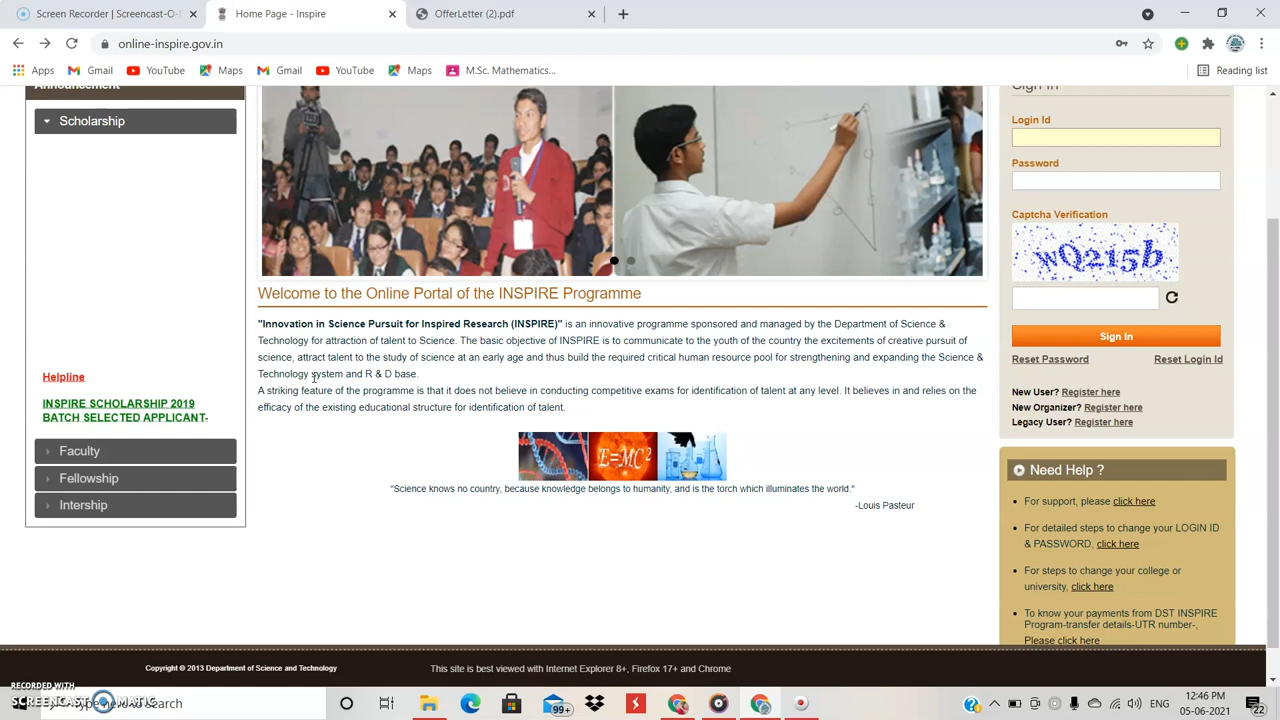 Screen Recorder | Screencast-O-
Home Page - Inspire
OfferLetter (2).pdf
online-inspire.gov.in
Apps
Gmail
YouTube
Maps
Gmail
YouTube
Maps
M.Sc. Mathematics...
Reading list
Announcement
Scholarship
Helpline
INSPIRE SCHOLARSHIP 2019
BATCH SELECTED APPLICANT-
Faculty
Fellowship
Intership
Welcome to the Online Portal of the INSPIRE Programme
"Innovation in Science Pursuit for Inspired Research (INSPIRE)" is an innovative programme sponsored and managed by the Department of Science &
Technology for attraction of talent to Science. The basic objective of INSPIRE is to communicate to the youth of the country the excitements of creative pursuit of
science, attract talent to the study of science at an early age and thus build the required critical human resource pool for strengthening and expanding the Science &
Technology system and R & D base.
A striking feature of the programme is that it does not believe in conducting competitive exams for identification of talent at any level. It believes in and relies on the
efficacy of the existing educational structure for identification of talent.
E=MC2
"Science knows no country, because knowledge belongs to humanity, and is the torch which illuminates the world."
-Louis Pasteur
Sign In
Login Id
Password
Captcha Verification
wQ215b
Sign In
Reset Password
Reset Login Id
New User? Register here
New Organizer? Register here
Legacy User? Register here
Need Help ?
For support, please click here
For detailed steps to change your LOGIN ID
& PASSWORD, click here
For steps to change your college or
university, click here
To know your payments from DST INSPIRE
Program-transfer details-UTR number-,
Please click here
Copyright © 2013 Department of Science and Technology
This site is best viewed with Internet Explorer 8+, Firefox 17+ and Chrome
RECORDED WITH
SCREENCAST MATIC
Type here to search
99+
12:46 PM
05-06-2021
22